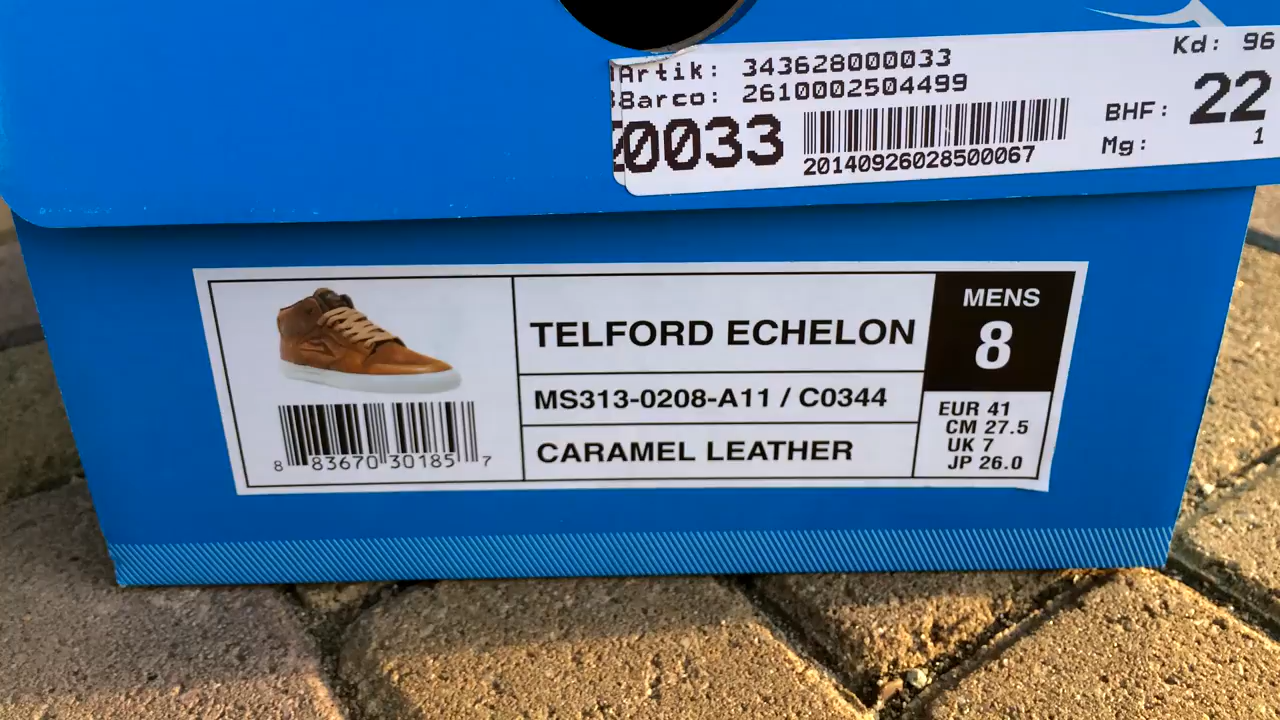 Artik: 343628000033
Barco: 2610002504499
0033
20140926028500067
Kd: 96
BHF: 22
Mg: 1
TELFORD ECHELON
MS313-0208-A11 / C0344
CARAMEL LEATHER
MENS
8
EUR 41
CM 27.5
UK 7
JP 26.0
8 83670 30185 7